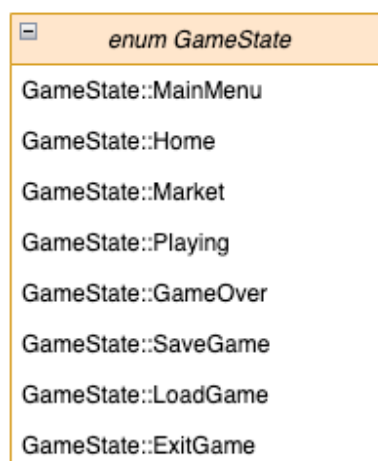 enum GameState
GameState::MainMenu
GameState::Home
GameState::Market
GameState::Playing
GameState::GameOver
GameState::SaveGame
GameState::LoadGame
GameState::ExitGame